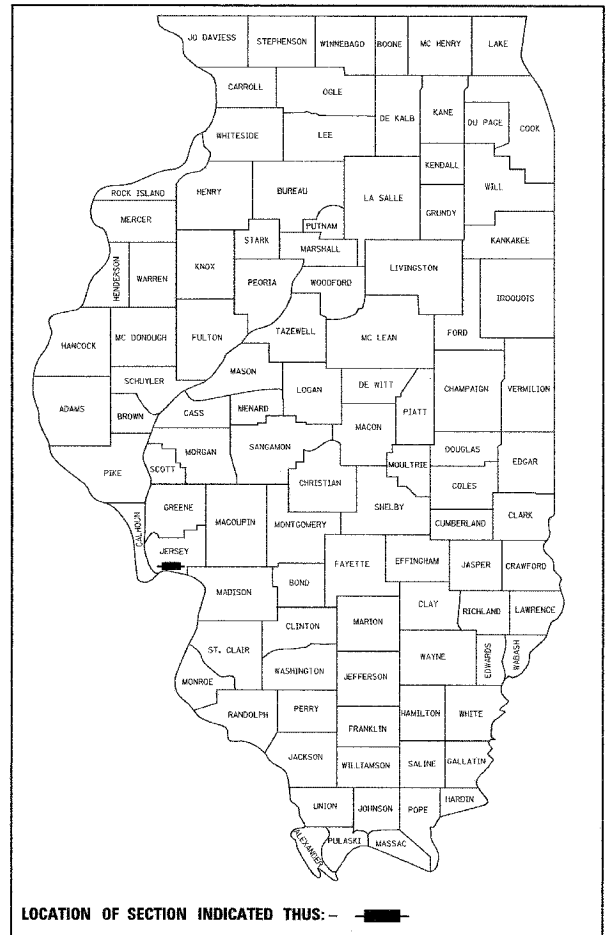 JO DAVIESS STEPHENSON WINNEBAGO BOONE MC HENRY LAKE
CARROLL OGLE
DE KALB KANE DU PAGE COOK
WHITESIDE LEE
KENDALL WILL
ROCK ISLAND HENRY BUREAU LA SALLE GRUNDY
MERCER PUTNAM
STARK MARSHALL KANKAKEE
HENDERSON WARREN KNOX PEORIA WOODFORD LIVINGSTON IROQUOIS
HANCOCK MC DONOUGH FULTON TAZEWELL MC LEAN FORD
MASON
SCHUYLER LOGAN DE WITT CHAMPAIGN VERMILION
ADAMS BROWN CASS MENARD MACON PIATT
MORGAN SANGAMON DOUGLAS
PIKE SCOTT MOULTRIE EDGAR
CHRISTIAN COLES
SHELBY
GREENE CUMBERLAND CLARK
CALHOUN MACOUPIN MONTGOMERY
JERSEY FAYETTE EFFINGHAM JASPER CRAWFORD
MADISON BOND
CLAY RICHLAND LAWRENCE
CLINTON MARION
ST. CLAIR WAYNE EDWARDS WABASH
WASHINGTON
MONROE JEFFERSON
RANDOLPH PERRY HAMILTON WHITE
FRANKLIN
JACKSON WILLIAMSON SALINE GALLATIN
UNION JOHNSON POPE HARDIN
ALEXANDER PULASKI MASSAC
LOCATION OF SECTION INDICATED THUS: –